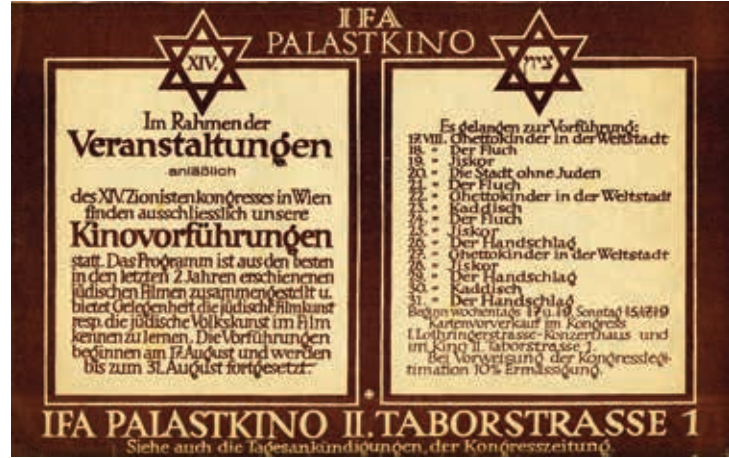 IFA
PALASTKINO
XIV.
Im Rahmen der
Veranstaltungen
anläßlich
des XIV. Zionistenkongresses in Wien
finden ausschliesslich unsere
Kinovorführungen
statt. Das Programm ist aus den besten
in den letzten 2 Jahren erschienenen
jüdischen Filmen zusammengestellt u.
bietet Gelegenheit die jüdische Filmkunst
resp. die jüdische Volkskunst im Film
kennen zu lernen. Die Vorführungen
beginnen am 17. August und werden
bis zum 31. August fortgesetzt.
ציון
Es gelangen zur Vorführung:
17. VIII. Ghettokinder in der Weltstadt
18. " Der Fluch
19. " Jiskor
20. " Die Stadt ohne Juden
21. " Der Fluch
22. " Ghettokinder in der Weltstadt
23. " Kaddisch
24. " Der Fluch
25. " Jiskor
26. " Der Handschlag
27. " Ghettokinder in der Weltstadt
28. " Jiskor
29. " Der Handschlag
30. " Kaddisch
31. " Der Handschlag
Beginn wochentags 17 u. 19, Sonntag 15, 17, 19
Kartenvorverkauf im Kongress
I. Lothringerstrasse-Konzerthaus und
im Kino II. Taborstrasse 1.
Bei Vorweisung der Kongresslegi-
timation 10% Ermässigung.
IFA PALASTKINO II. TABORSTRASSE 1
Siehe auch die Tagesankündigungen, der Kongresszeitung.